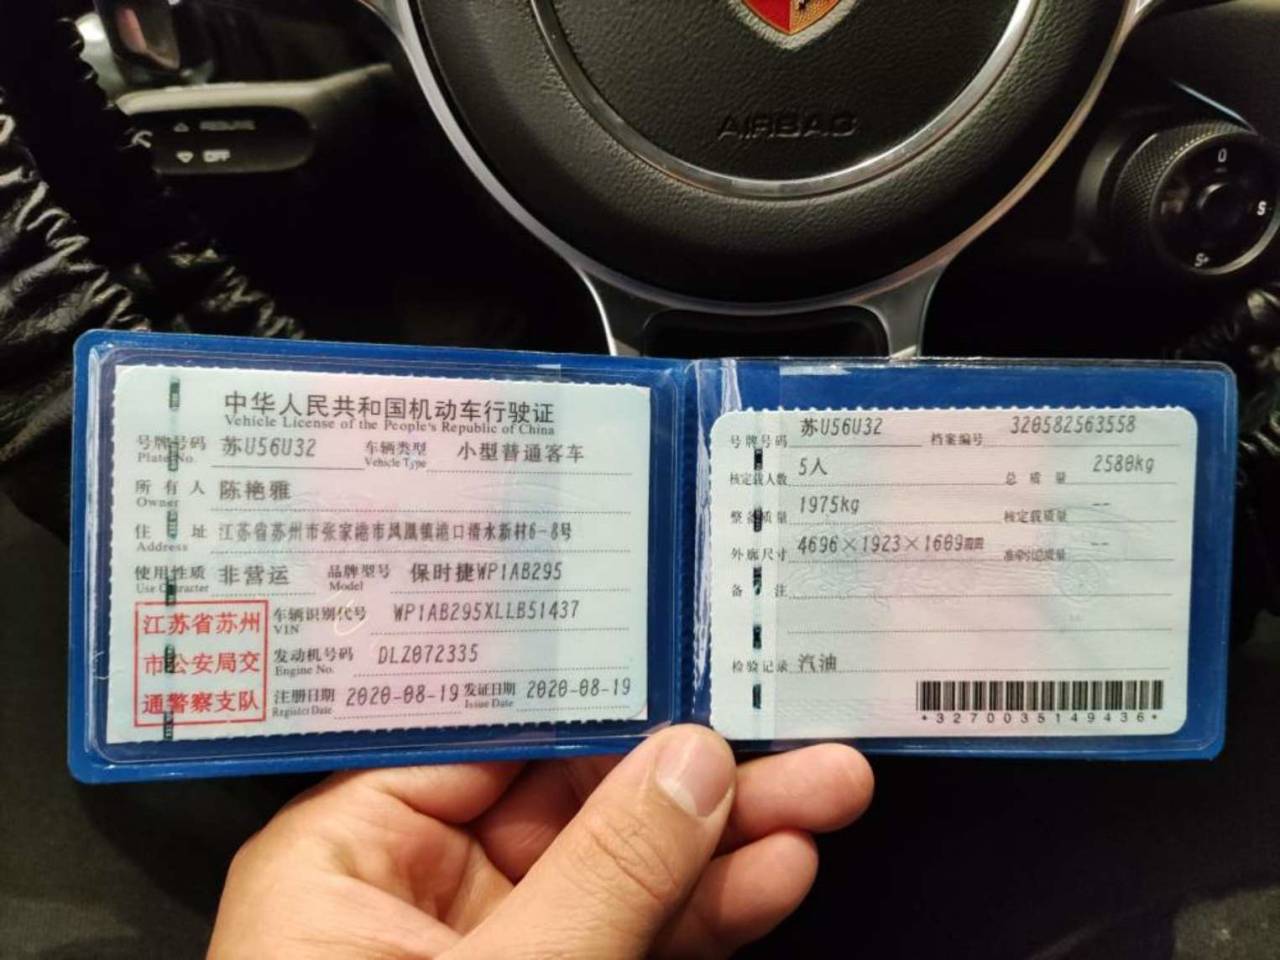 REGELUNG
OFF
AIRBAG
0
S
S+
中华人民共和国机动车行驶证
Vehicle License of the People's Republic of China
号牌号码 苏U56U32 车辆类型 小型普通客车
Plate No. Vehicle Type
所有人 陈艳雅
Owner
住址 江苏省苏州市张家港市凤凰镇港口清水新村6-8号
Address
使用性质 非营运 品牌型号 保时捷WP1AB295
Use Character Model
江苏省苏州
市公安局交
通警察支队
车辆识别代号 WP1AB295XLLB51437
VIN
发动机号码 DLZ072335
Engine No.
注册日期 2020-08-19 发证日期 2020-08-19
Register Date Issue Date
号牌号码 苏U56U32 档案编号 320582563558
核定载人数 5人 总质量 2580kg
整备质量 1975kg 核定载质量 --
外廓尺寸 4696×1923×1609mm 准牵引总质量 --
备注
检验记录 汽油
*3270035149436*